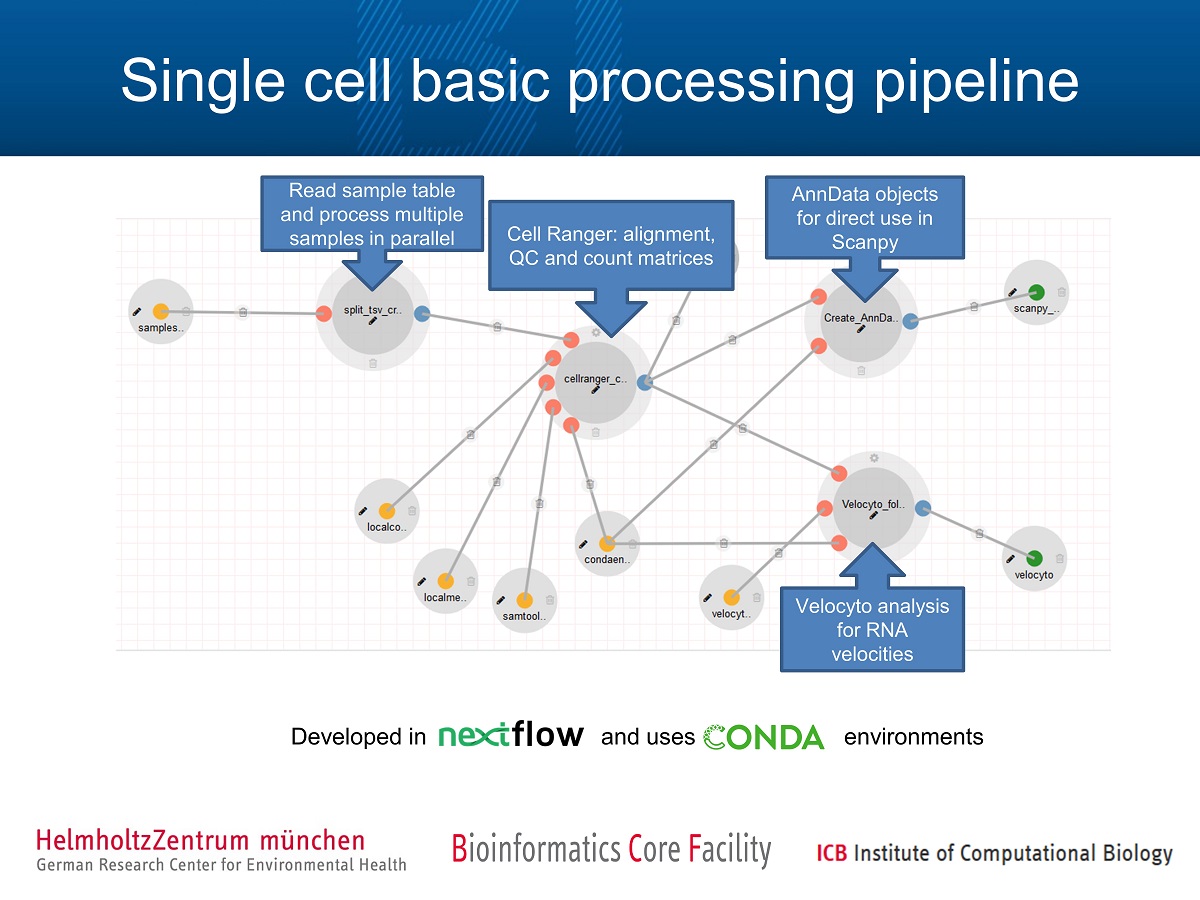 Single cell basic processing pipeline
Read sample table
and process multiple
samples in parallel
Cell Ranger: alignment,
QC and count matrices
AnnData objects
for direct use in
Scanpy
samples..
split_tsv_cr..
cellranger_c..
Create_AnnDa..
scanpy_..
localco..
localme..
samtool..
condaen..
velocyt..
Velocyto_fol..
velocyto
Velocyto analysis
for RNA
velocities
Developed in nextflow and uses CONDA environments
HelmholtzZentrum münchen
German Research Center for Environmental Health
Bioinformatics Core Facility
ICB Institute of Computational Biology